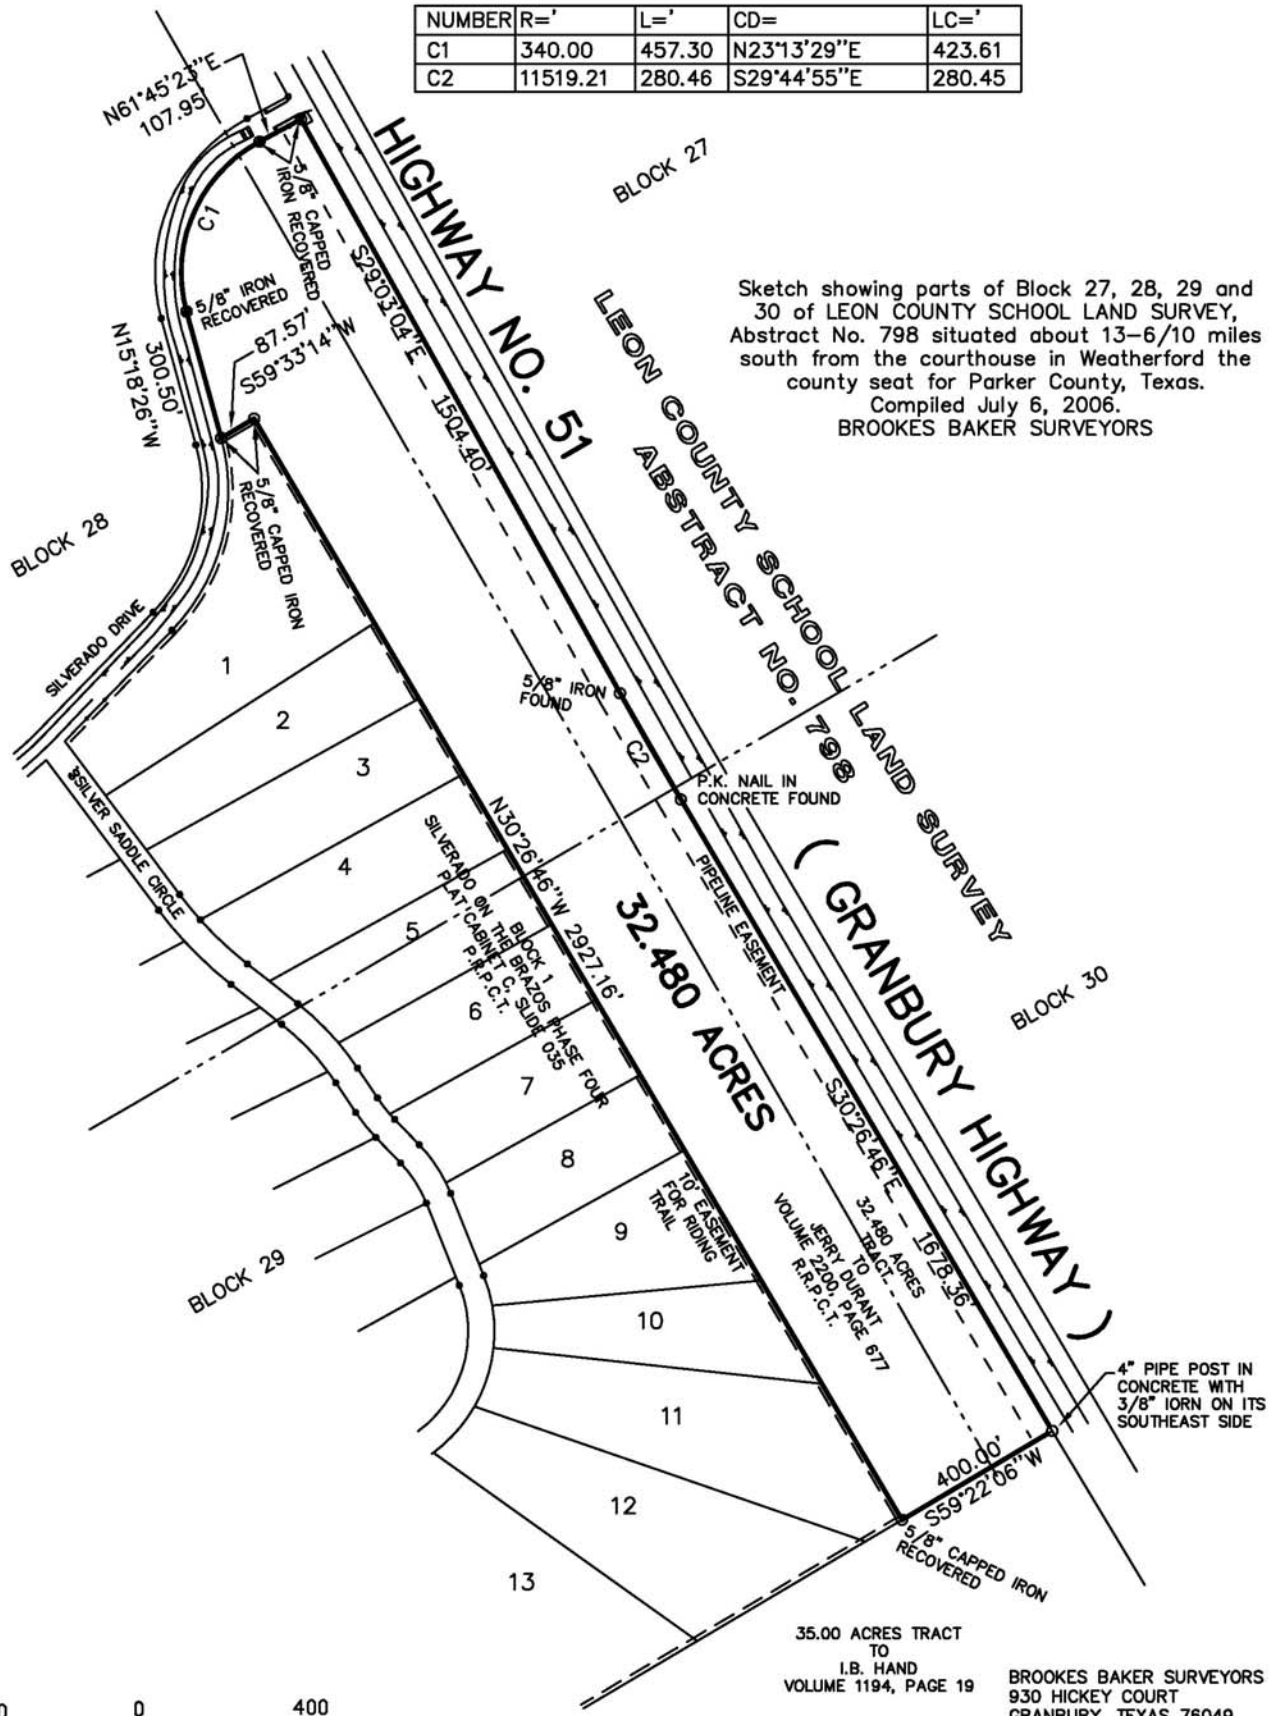 NUMBER R=' L=' CD= LC='
C1 340.00 457.30 N23°13'29"E 423.61
C2 11519.21 280.46 S29°44'55"E 280.45
N61°45'23"E
107.95'
HIGHWAY NO. 51
BLOCK 27
5/8" CAPPED
IRON RECOVERED
C1
S29°03'04"E 1504.40'
5/8" IRON
RECOVERED
87.57'
S59°33'14"W
300.50'
N15°18'26"W
Sketch showing parts of Block 27, 28, 29 and
30 of LEON COUNTY SCHOOL LAND SURVEY,
Abstract No. 798 situated about 13-6/10 miles
south from the courthouse in Weatherford the
county seat for Parker County, Texas.
Compiled July 6, 2006.
BROOKES BAKER SURVEYORS
LEON COUNTY SCHOOL LAND SURVEY
ABSTRACT NO. 798
5/8" CAPPED IRON
RECOVERED
BLOCK 28
SILVERADO DRIVE
1
2
3
4
5
6
7
8
9
10
11
12
13
5/8" IRON
FOUND
C2
P.K. NAIL IN
CONCRETE FOUND
SILVER SADDLE CIRCLE
N30°26'46"W 2927.16'
BLOCK 1
SILVERADO ON THE BRAZOS PHASE FOUR
PLAT CABINET C, SLIDE 035
P.R.P.C.T.
32.480 ACRES
PIPELINE EASEMENT
( GRANBURY HIGHWAY )
BLOCK 30
S30°26'46"E 1678.36'
10' EASEMENT
FOR RIDING
TRAIL
32.480 ACRES
TRACT
TO
JERRY DURANT
VOLUME 2200, PAGE 677
R.R.P.C.T.
BLOCK 29
4" PIPE POST IN
CONCRETE WITH
3/8" IORN ON ITS
SOUTHEAST SIDE
400.00'
S59°22'06"W
5/8" CAPPED IRON
RECOVERED
35.00 ACRES TRACT
TO
I.B. HAND
VOLUME 1194, PAGE 19
BROOKES BAKER SURVEYORS
930 HICKEY COURT
GRANBURY, TEXAS 76049
0 400